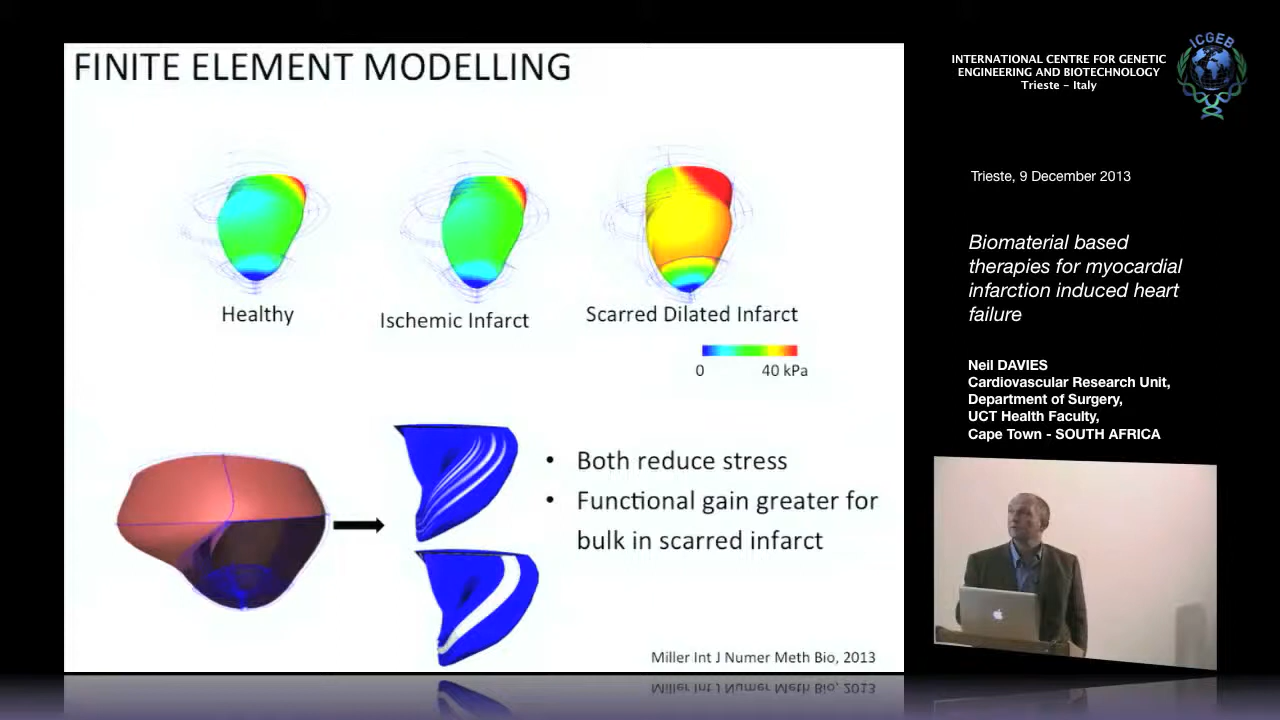 FINITE ELEMENT MODELLING
Healthy
Ischemic Infarct
Scarred Dilated Infarct
0 40 kPa
• Both reduce stress
• Functional gain greater for
bulk in scarred infarct
Miller Int J Numer Meth Bio, 2013
INTERNATIONAL CENTRE FOR GENETIC
ENGINEERING AND BIOTECHNOLOGY
Trieste - Italy
ICGEB
Trieste, 9 December 2013
Biomaterial based
therapies for myocardial
infarction induced heart
failure
Neil DAVIES
Cardiovascular Research Unit,
Department of Surgery,
UCT Health Faculty,
Cape Town - SOUTH AFRICA